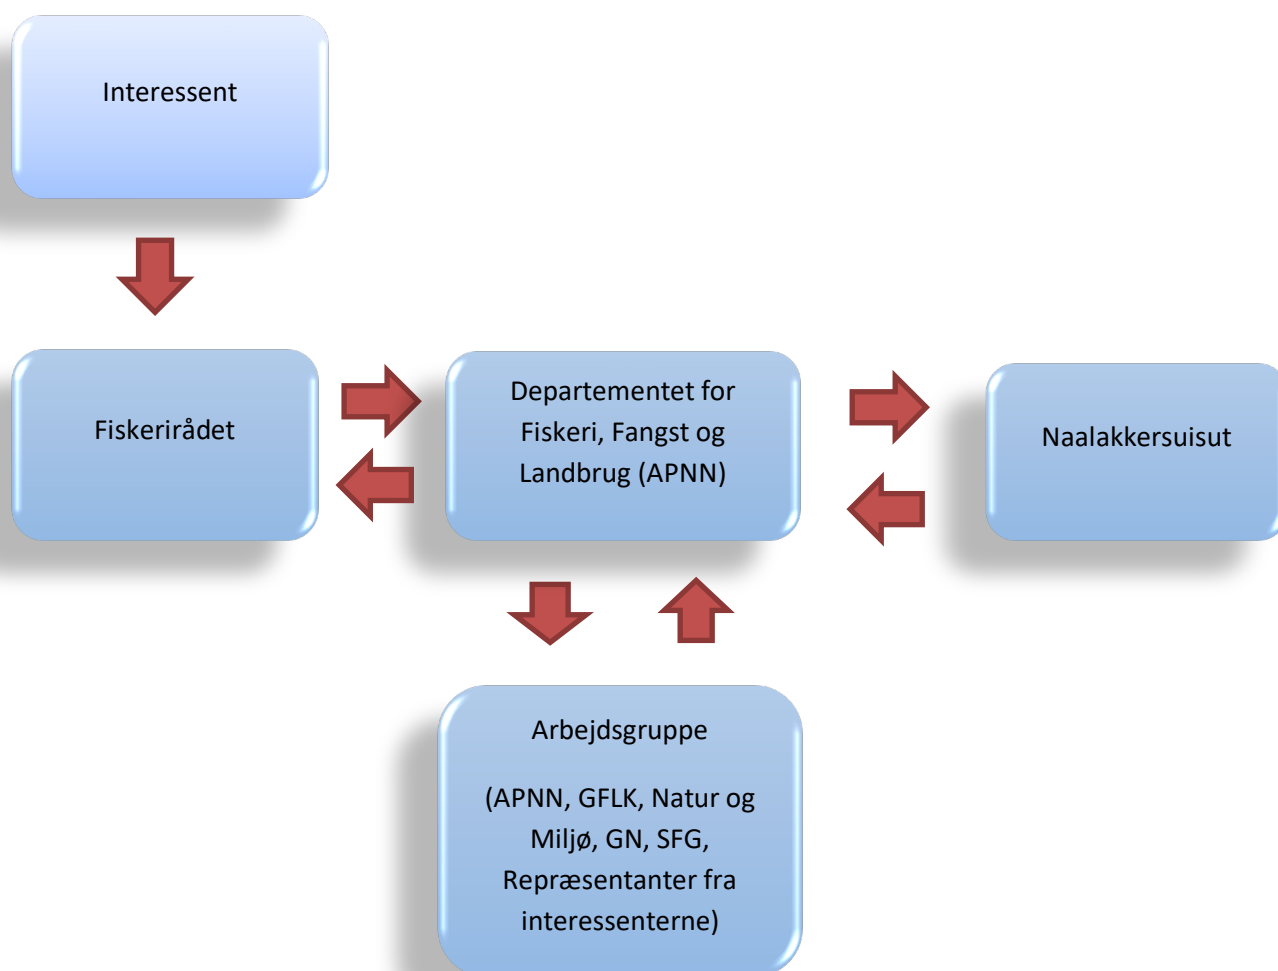 Interessent
Fiskerirådet
Departementet for
Fiskeri, Fangst og
Landbrug (APNN)
Naalakkersuisut
Arbejdsgruppe
(APNN, GFLK, Natur og
Miljø, GN, SFG,
Repræsentanter fra
interessenterne)